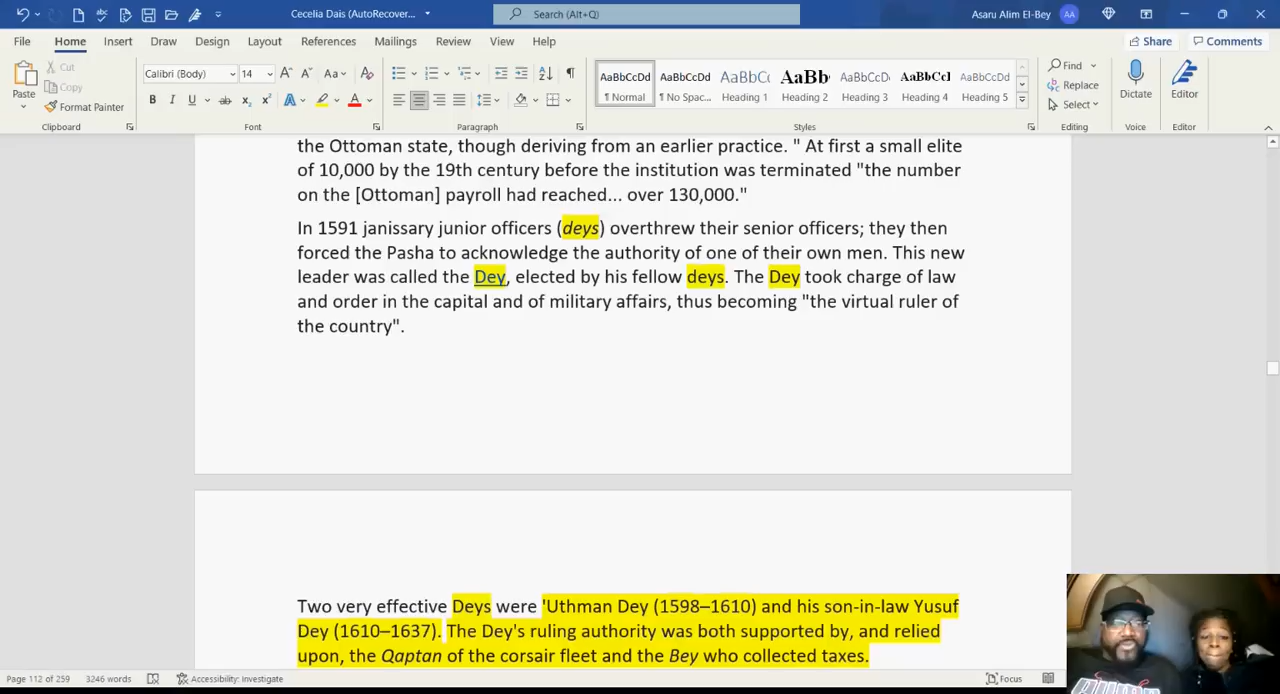 Cecelia Dais (AutoRecover...
Search (Alt+Q)
Asaru Alim El-Bey
AA
File Home Insert Draw Design Layout References Mailings Review View Help
Share Comments
Paste
Cut
Copy
Format Painter
Calibri (Body) 14
AaBbCcDd AaBbCcDd AaBbCc AaBb AaBbCcDd AaBbCcI AaBbCcDd
¶ Normal ¶ No Spac... Heading 1 Heading 2 Heading 3 Heading 4 Heading 5
Find
Replace
Select
Dictate
Editor
Clipboard Font Paragraph Styles Editing Voice Editor
the Ottoman state, though deriving from an earlier practice. " At first a small elite
of 10,000 by the 19th century before the institution was terminated "the number
on the [Ottoman] payroll had reached... over 130,000."
In 1591 janissary junior officers (deys) overthrew their senior officers; they then
forced the Pasha to acknowledge the authority of one of their own men. This new
leader was called the Dey, elected by his fellow deys. The Dey took charge of law
and order in the capital and of military affairs, thus becoming "the virtual ruler of
the country".
Two very effective Deys were 'Uthman Dey (1598–1610) and his son-in-law Yusuf
Dey (1610–1637). The Dey's ruling authority was both supported by, and relied
upon, the Qaptan of the corsair fleet and the Bey who collected taxes.
Page 112 of 259 3246 words Accessibility: Investigate Focus